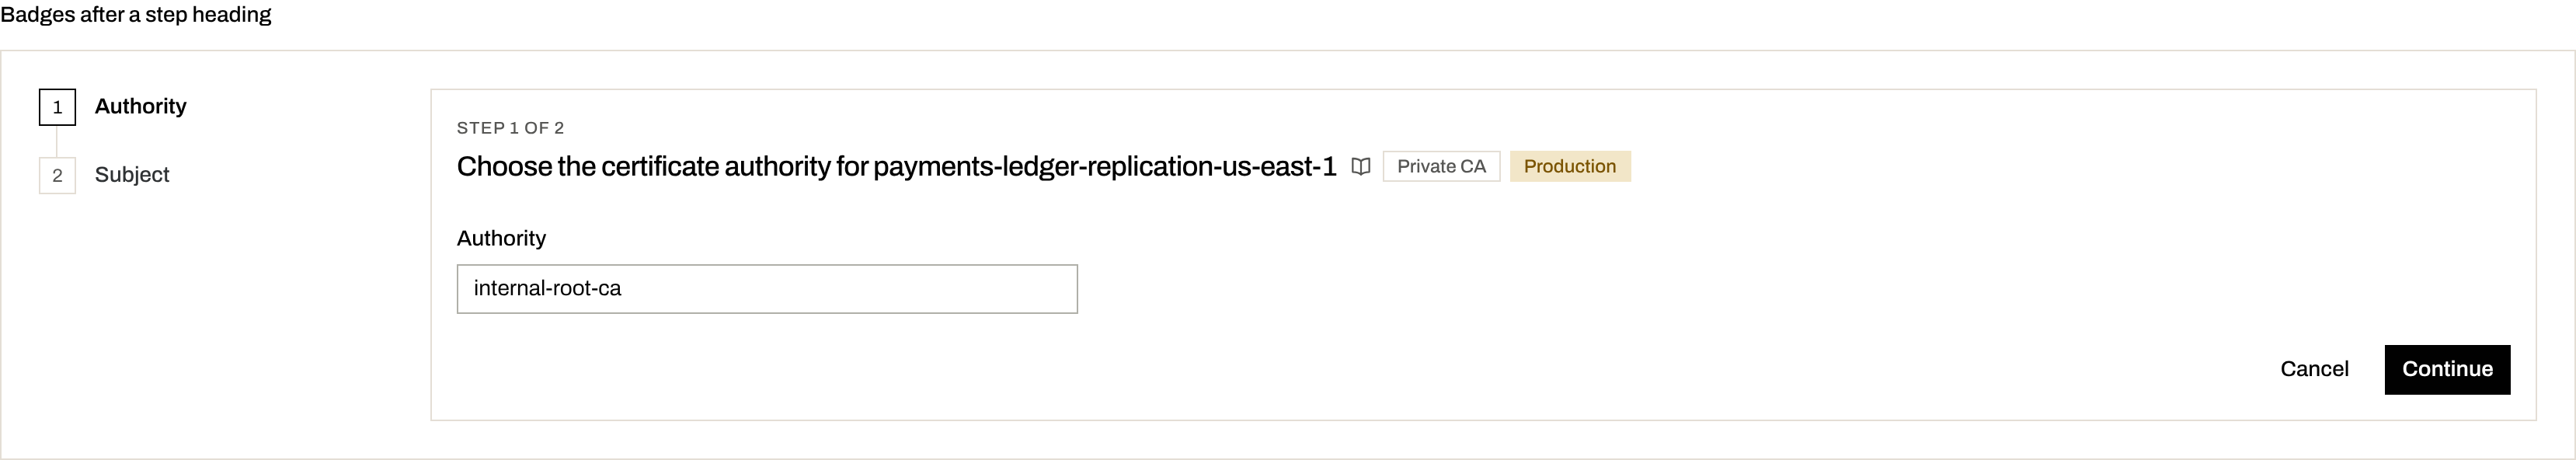 Badges after a step heading
1 Authority
2 Subject
STEP 1 OF 2
Choose the certificate authority for payments-ledger-replication-us-east-1 Private CA Production
Authority
internal-root-ca
Cancel Continue